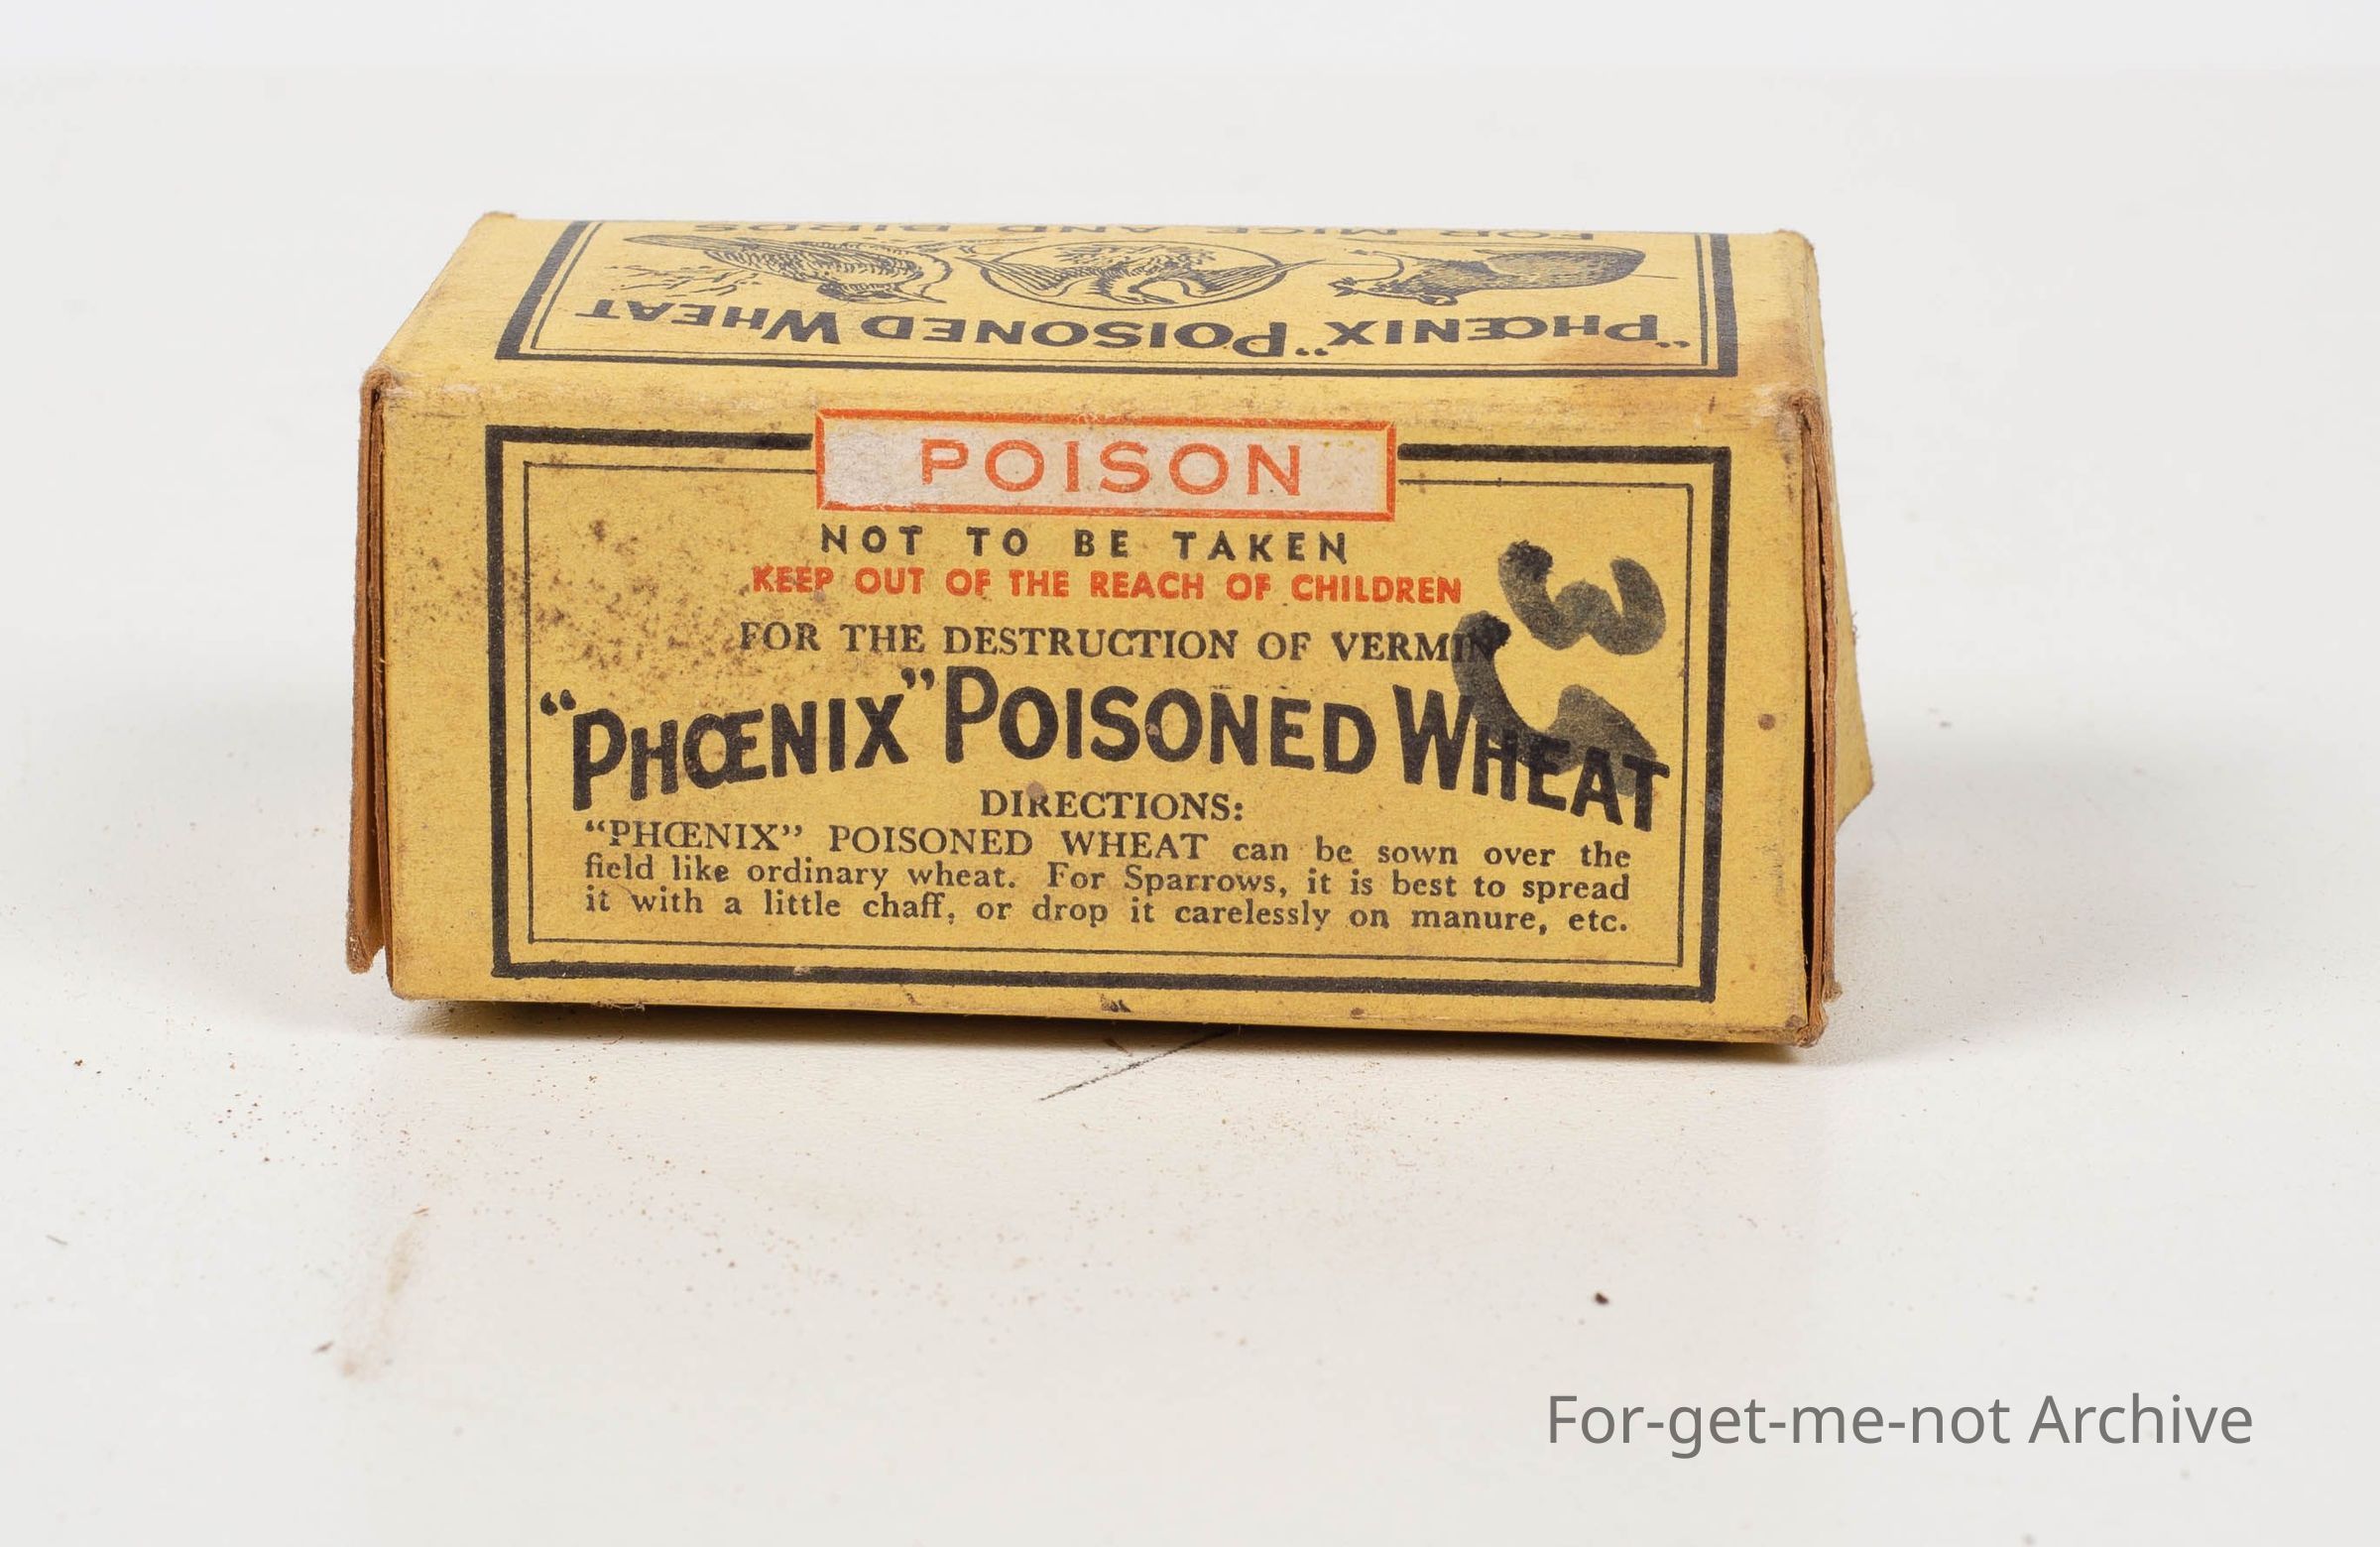 FOR MICE AND BIRDS
“PHŒNIX” POISONED WHEAT
POISON
NOT TO BE TAKEN
KEEP OUT OF THE REACH OF CHILDREN
FOR THE DESTRUCTION OF VERMIN
“PHŒNIX” POISONED WHEAT
DIRECTIONS:
“PHŒNIX” POISONED WHEAT can be sown over the
field like ordinary wheat. For Sparrows, it is best to spread
it with a little chaff, or drop it carelessly on manure, etc.
For-get-me-not Archive